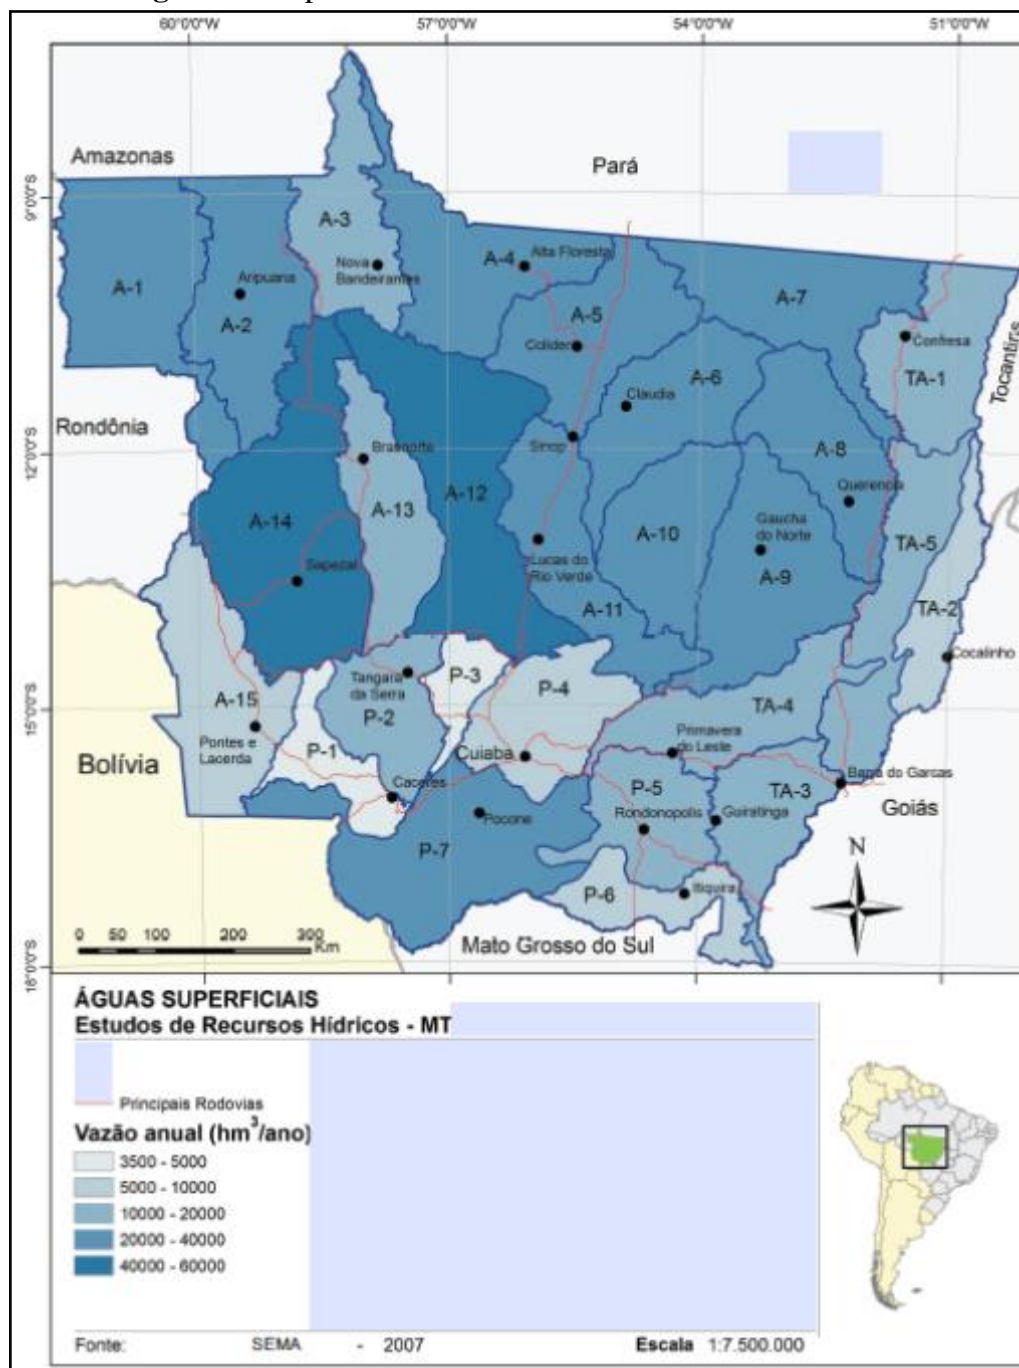 60°0'0"W 57°0'0"W 54°0'0"W 51°0'0"W
Amazonas
Pará
9°0'0"S
A-3
A-4
Alta Floresta
Nova
Bandeirantes
A-1
Aripuana
A-7
A-2
A-5
Colider
Confresa
TA-1
Tocantins
A-6
Claudia
Rondônia
12°0'0"S
Sinop
Brasnorte
A-8
A-12
Querencia
A-14
A-13
A-10
Gaucha
do Norte
TA-5
Sapezal
Lucas do
Rio Verde
A-9
A-11
TA-2
Cocalinho
Tangara
da Serra
P-3
P-4
15°0'0"S
A-15
P-2
TA-4
Pontes e
Lacerda
P-1
Cuiaba
Primavera
do Leste
Bolívia
Caceres
P-5
TA-3
Barra do Garcas
Pocone
Rondonopolis
Guiratinga
Goiás
P-7
N
P-6
Itiquira
0 50 100 200 300
Km
Mato Grosso do Sul
18°0'0"S
ÁGUAS SUPERFICIAIS
Estudos de Recursos Hídricos - MT
Principais Rodovias
Vazão anual (hm³/ano)
3500 - 5000
5000 - 10000
10000 - 20000
20000 - 40000
40000 - 60000
Fonte: SEMA - 2007 Escala 1:7.500.000